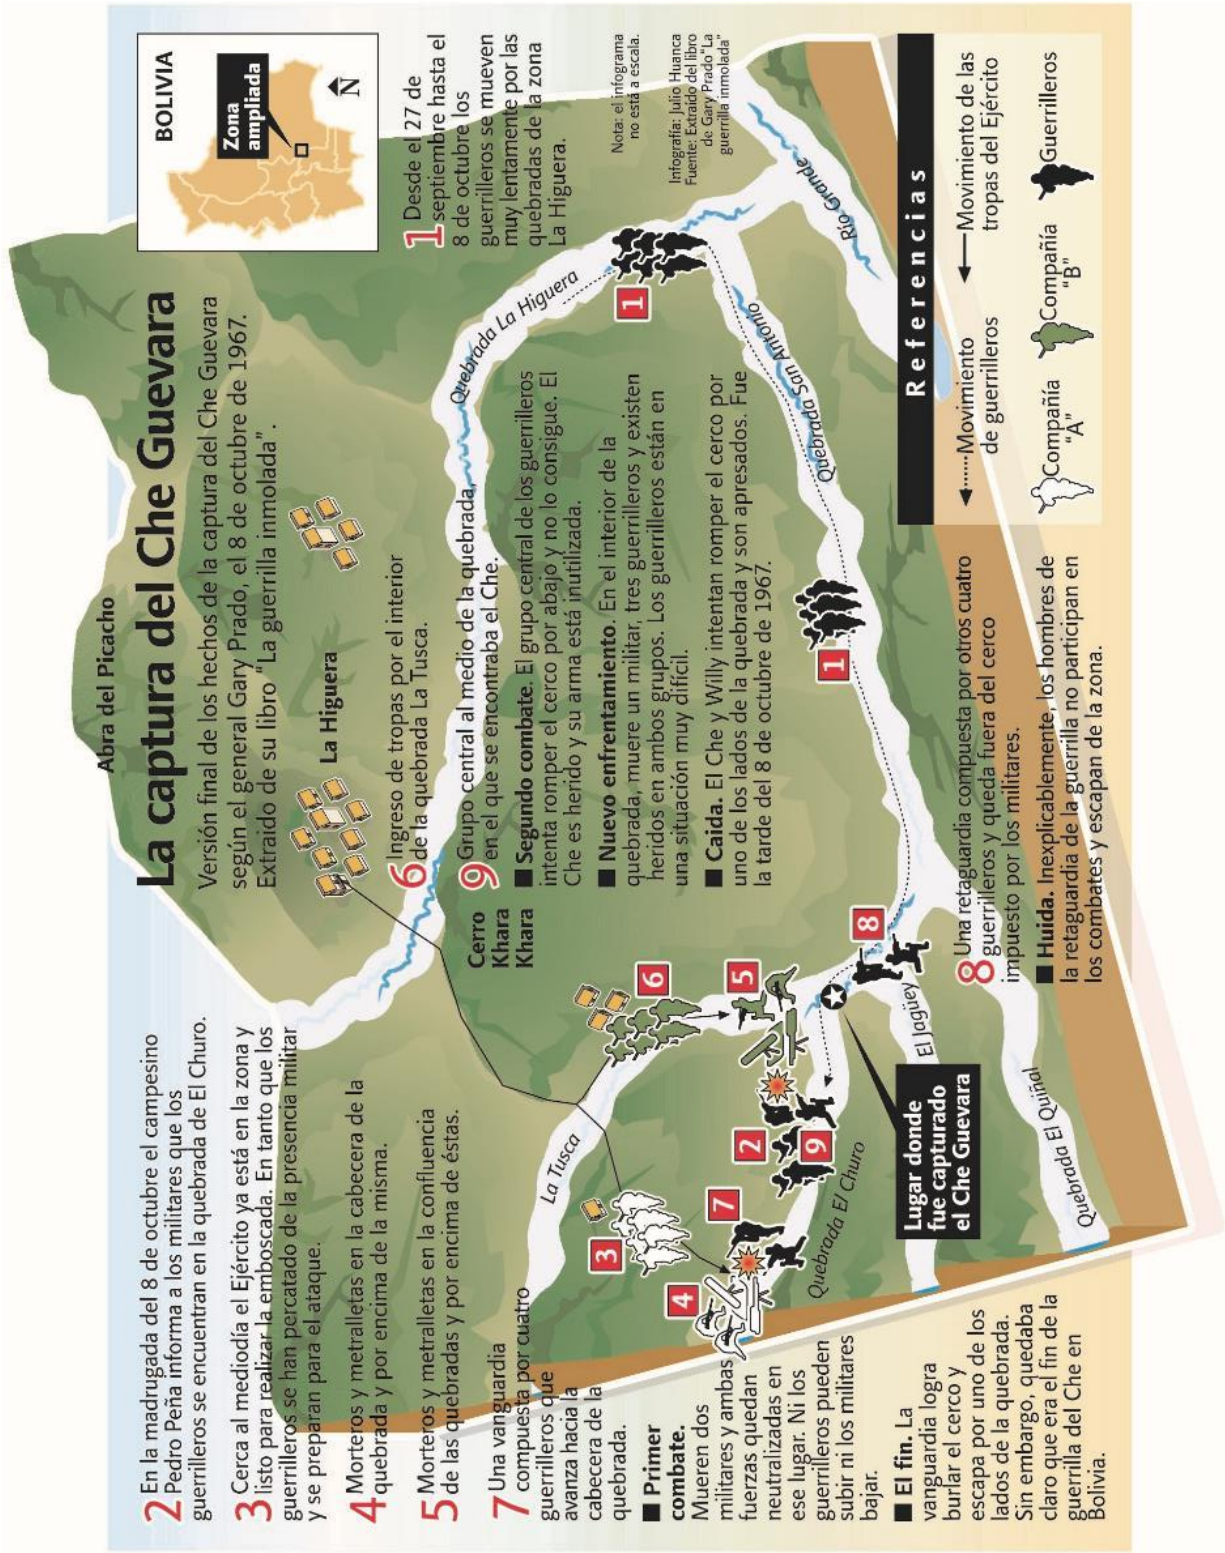 Abra del Picacho
La captura del Che Guevara
Versión final de los hechos de la captura del Che Guevara
según el general Gary Prado, el 8 de octubre de 1967.
Extraído de su libro “La guerrilla inmolada”.
BOLIVIA
Zona
ampliada
N
1 Desde el 27 de
septiembre hasta el
8 de octubre los
guerrilleros se mueven
muy lentamente por las
quebradas de la zona
La Higuera.
Nota: el infograma
no está a escala.
Infografía: Julio Huanca
Fuente: Extraído del libro
de Gary Prado“La
guerrilla inmolada”
2 En la madrugada del 8 de octubre el campesino
Pedro Peña informa a los militares que los
guerrilleros se encuentran en la quebrada de El Churo.
3 Cerca al mediodía el Ejército ya está en la zona y
listo para realizar la emboscada. En tanto que los
guerrilleros se han percatado de la presencia militar
y se preparan para el ataque.
4 Morteros y metralletas en la cabecera de la
quebrada y por encima de la misma.
5 Morteros y metralletas en la confluencia
de las quebradas y por encima de éstas.
7 Una vanguardia
compuesta por cuatro
guerrilleros que
avanza hacia la
cabecera de la
quebrada.
■ Primer
combate.
Mueren dos
militares y ambas
fuerzas quedan
neutralizadas en
ese lugar. Ni los
guerrilleros pueden
subir ni los militares
bajar.
■ El fin. La
vanguardia logra
burlar el cerco y
escapa por uno de los
lados de la quebrada.
Sin embargo, quedaba
claro que era el fin de la
guerrilla del Che en
Bolivia.
La Higuera
6 Ingreso de tropas por el interior
de la quebrada La Tusca.
Cerro
Khara
Khara
9 Grupo central al medio de la quebrada,
en el que se encontraba el Che.
■ Segundo combate. El grupo central de los guerrilleros
intenta romper el cerco por abajo y no lo consigue. El
Che es herido y su arma está inutilizada.
■ Nuevo enfrentamiento. En el interior de la
quebrada, muere un militar, tres guerrilleros y existen
heridos en ambos grupos. Los guerrilleros están en
una situación muy difícil.
■ Caida. El Che y Willy intentan romper el cerco por
uno de los lados de la quebrada y son apresados. Fue
la tarde del 8 de octubre de 1967.
Quebrada La Higuera
1
Quebrada San Antonio
Río Grande
1
La Tusca
3
4
7
2
9
6
5
8
Quebrada El Churo
El Jagüey
Lugar donde
fue capturado
el Che Guevara
Quebrada El Quiñal
8 Una retaguardia compuesta por otros cuatro
guerrilleros y queda fuera del cerco
impuesto por los militares.
■ Huida. Inexplicablemente, los hombres de
la retaguardia de la guerrilla no participan en
los combates y escapan de la zona.
Referencias
Movimiento
de guerrilleros
Movimiento de las
tropas del Ejército
Compañía
“A”
Compañía
“B”
Guerrilleros